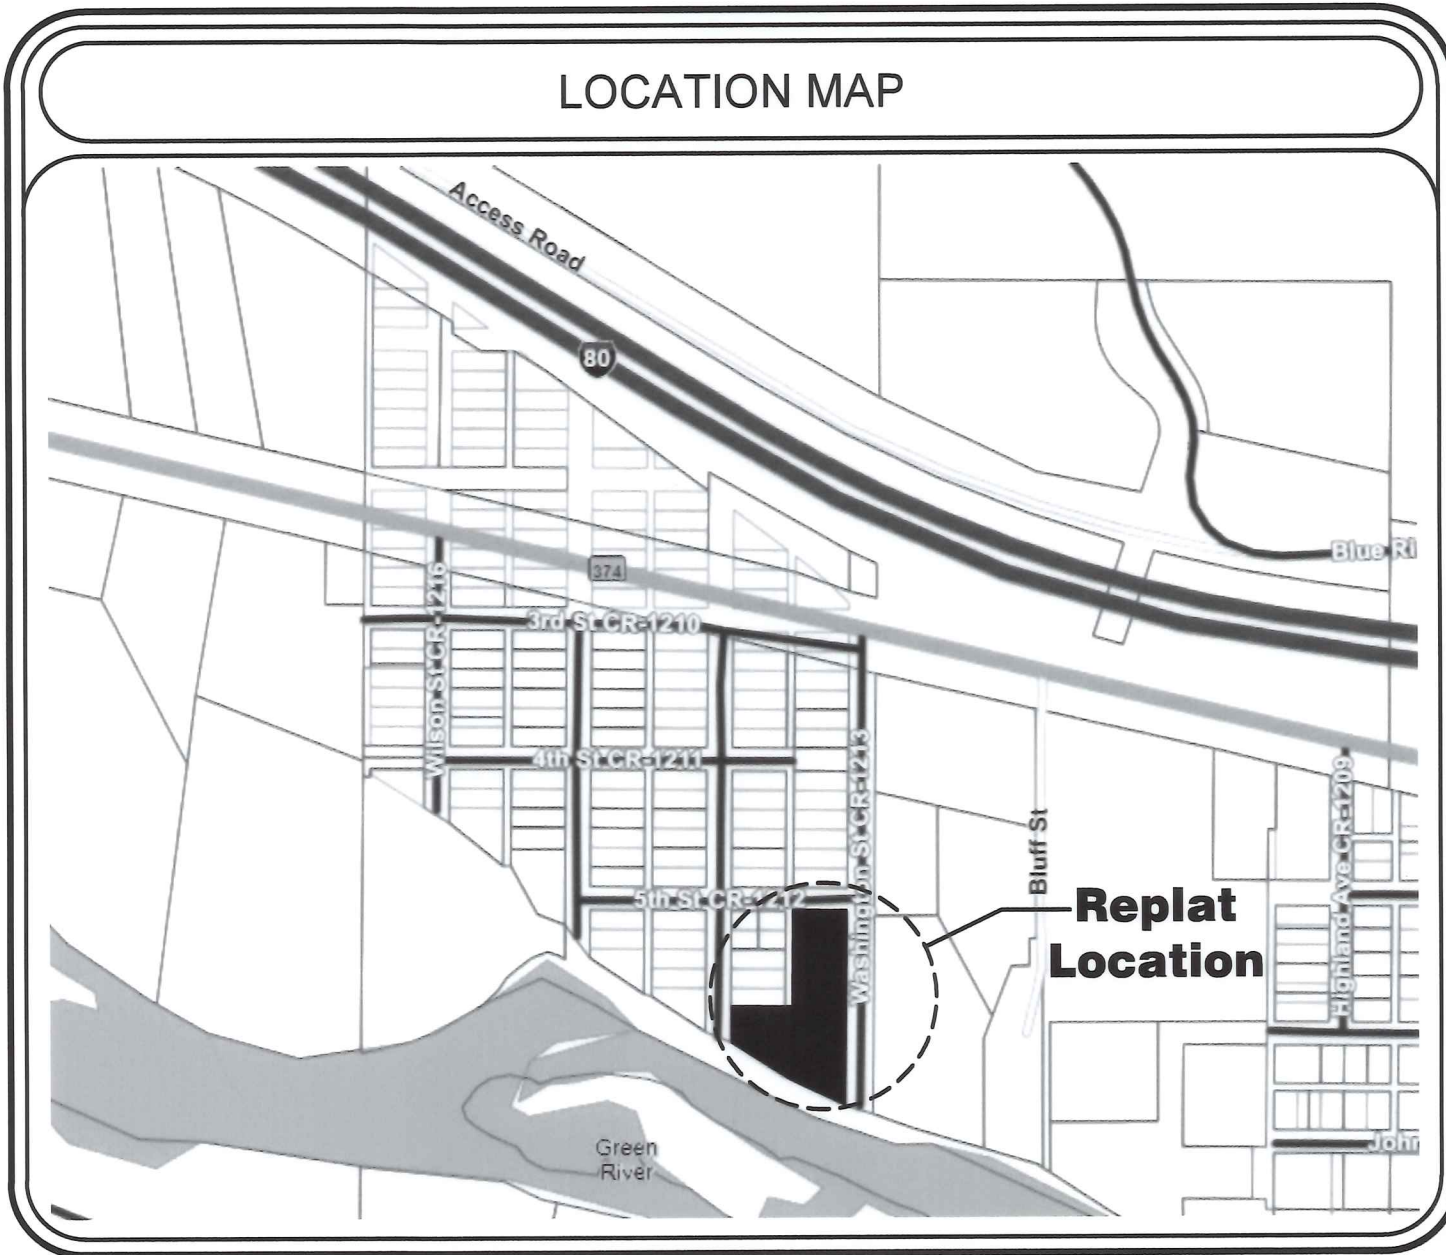 LOCATION MAP
Access Road
80
Blue Ri
374
3rd St CR-1210
Wilson St CR-1216
4th St CR-1211
Washington St CR-1213
Highland Ave CR-1209
Bluff St
5th St CR-1212
Replat
Location
John
Green
River